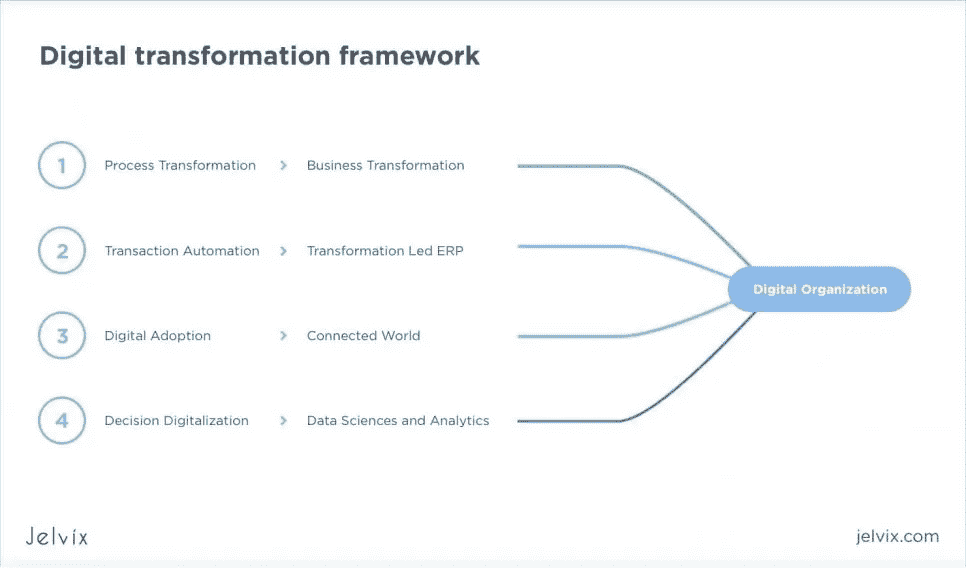 Digital transformation framework
1 Process Transformation > Business Transformation
2 Transaction Automation > Transformation Led ERP
3 Digital Adoption > Connected World
4 Decision Digitalization > Data Sciences and Analytics
Digital Organization
Jelvix
jelvix.com